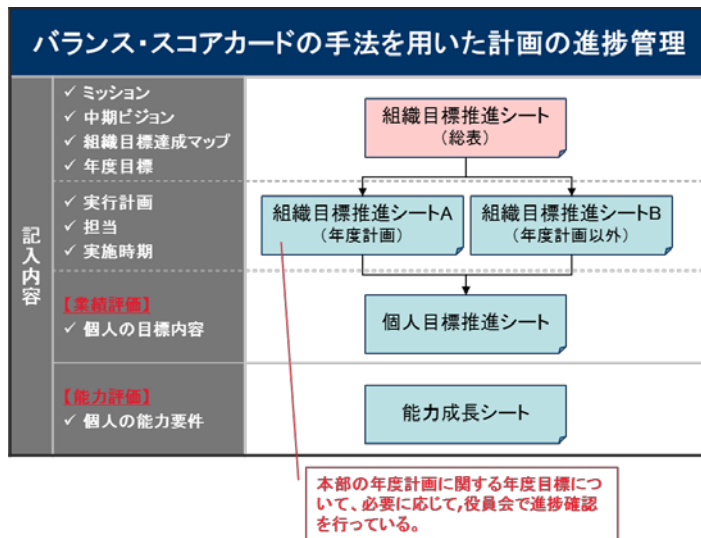 バランス・スコアカードの手法を用いた計画の進捗管理
記入内容
✓ ミッション
✓ 中期ビジョン
✓ 組織目標達成マップ
✓ 年度目標
組織目標推進シート
(総表)
✓ 実行計画
✓ 担当
✓ 実施時期
組織目標推進シートA
(年度計画)
組織目標推進シートB
(年度計画以外)
【業績評価】
✓ 個人の目標内容
個人目標推進シート
【能力評価】
✓ 個人の能力要件
能力成長シート
本部の年度計画に関する年度目標につ
いて、必要に応じて,役員会で進捗確認
を行っている。